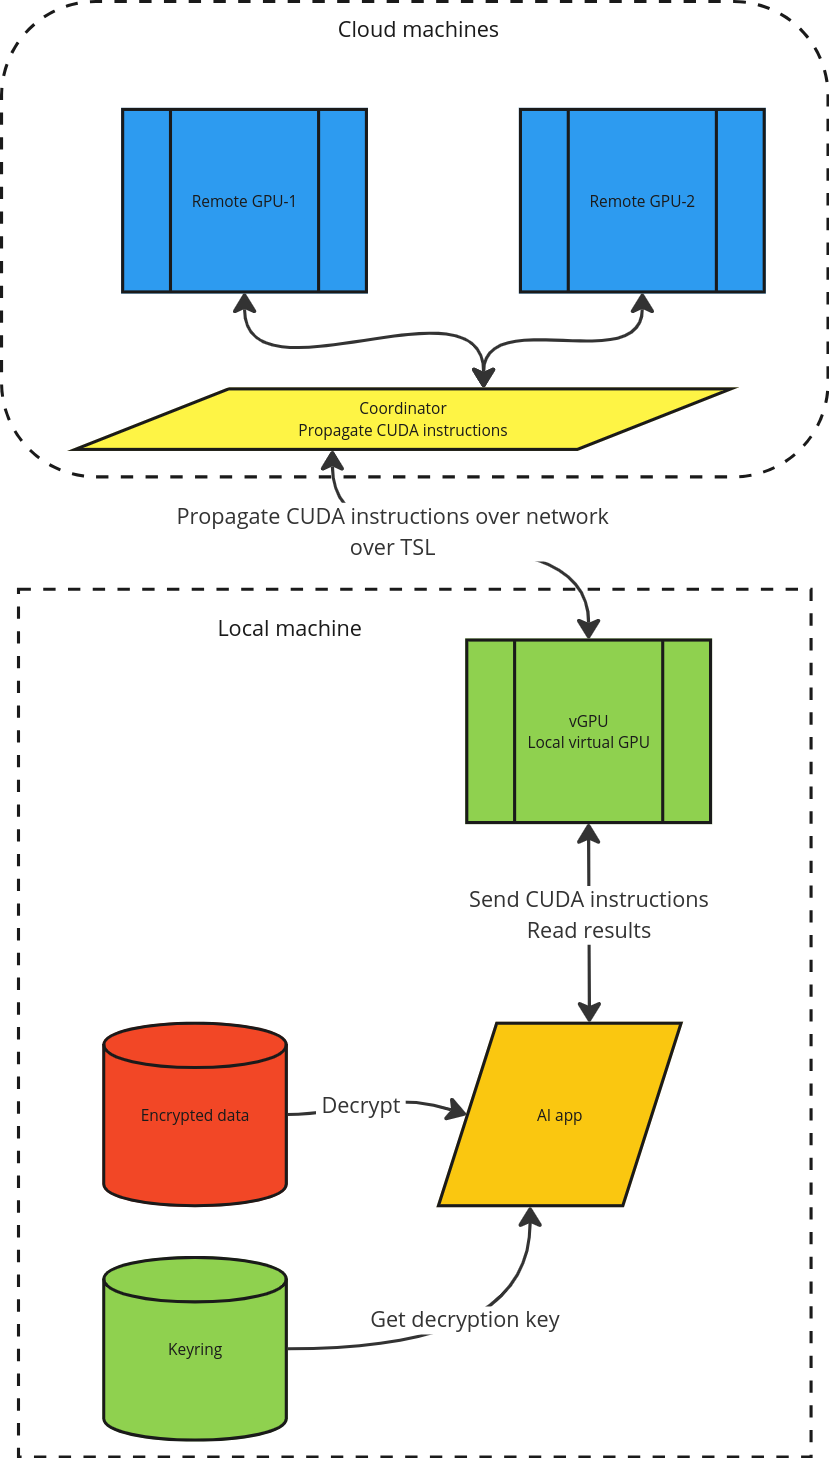 Cloud machines
Remote GPU-1
Remote GPU-2
Coordinator
Propagate CUDA instructions
Propagate CUDA instructions over network
over TSL
Local machine
vGPU
Local virtual GPU
Send CUDA instructions
Read results
Encrypted data
Decrypt
AI app
Get decryption key
Keyring